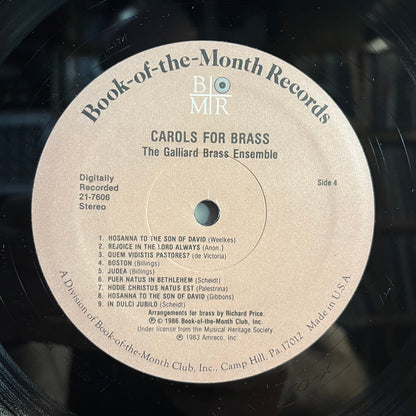 Book-of-the-Month Records
B O
M R
CAROLS FOR BRASS
The Galliard Brass Ensemble
Digitally
Recorded
21-7606
Stereo
Side 4
1. HOSANNA TO THE SON OF DAVID (Weelkes)
2. REJOICE IN THE LORD ALWAYS (Anon.)
3. QUEM VIDISTIS PASTORES? (de Victoria)
4. BOSTON (Billings)
5. JUDEA (Billings)
6. PUER NATUS IN BETHLEHEM (Scheidt)
7. HODIE CHRISTUS NATUS EST (Palestrina)
8. HOSANNA TO THE SON OF DAVID (Gibbons)
9. IN DULCI JUBILO (Scheidt)
Arrangements for brass by Richard Price.
℗ © 1986 Book-of-the-Month Club, Inc.
Under license from the Musical Heritage Society.
℗ © 1983 Amreco, Inc.
A Division of Book-of-the-Month Club, Inc., Camp Hill, Pa. 17012 Made in U.S.A.